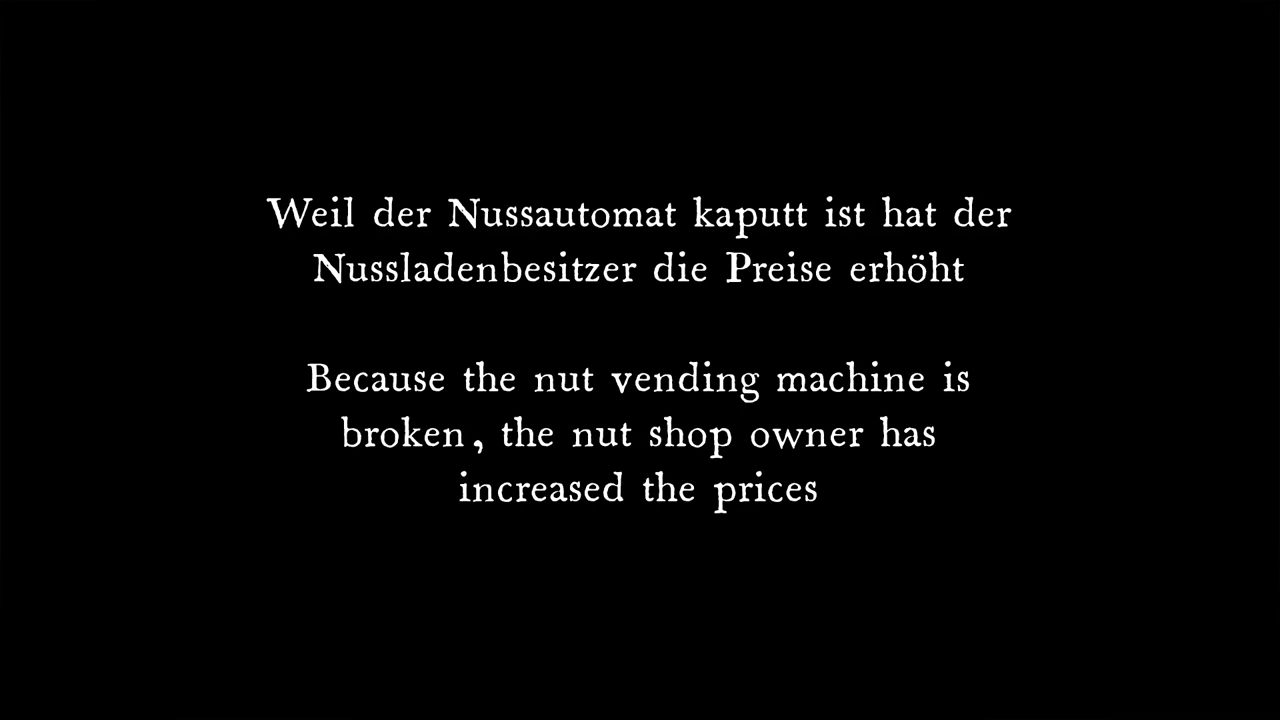 Weil der Nussautomat kaputt ist hat der
Nussladenbesitzer die Preise erhöht
Because the nut vending machine is
broken, the nut shop owner has
increased the prices